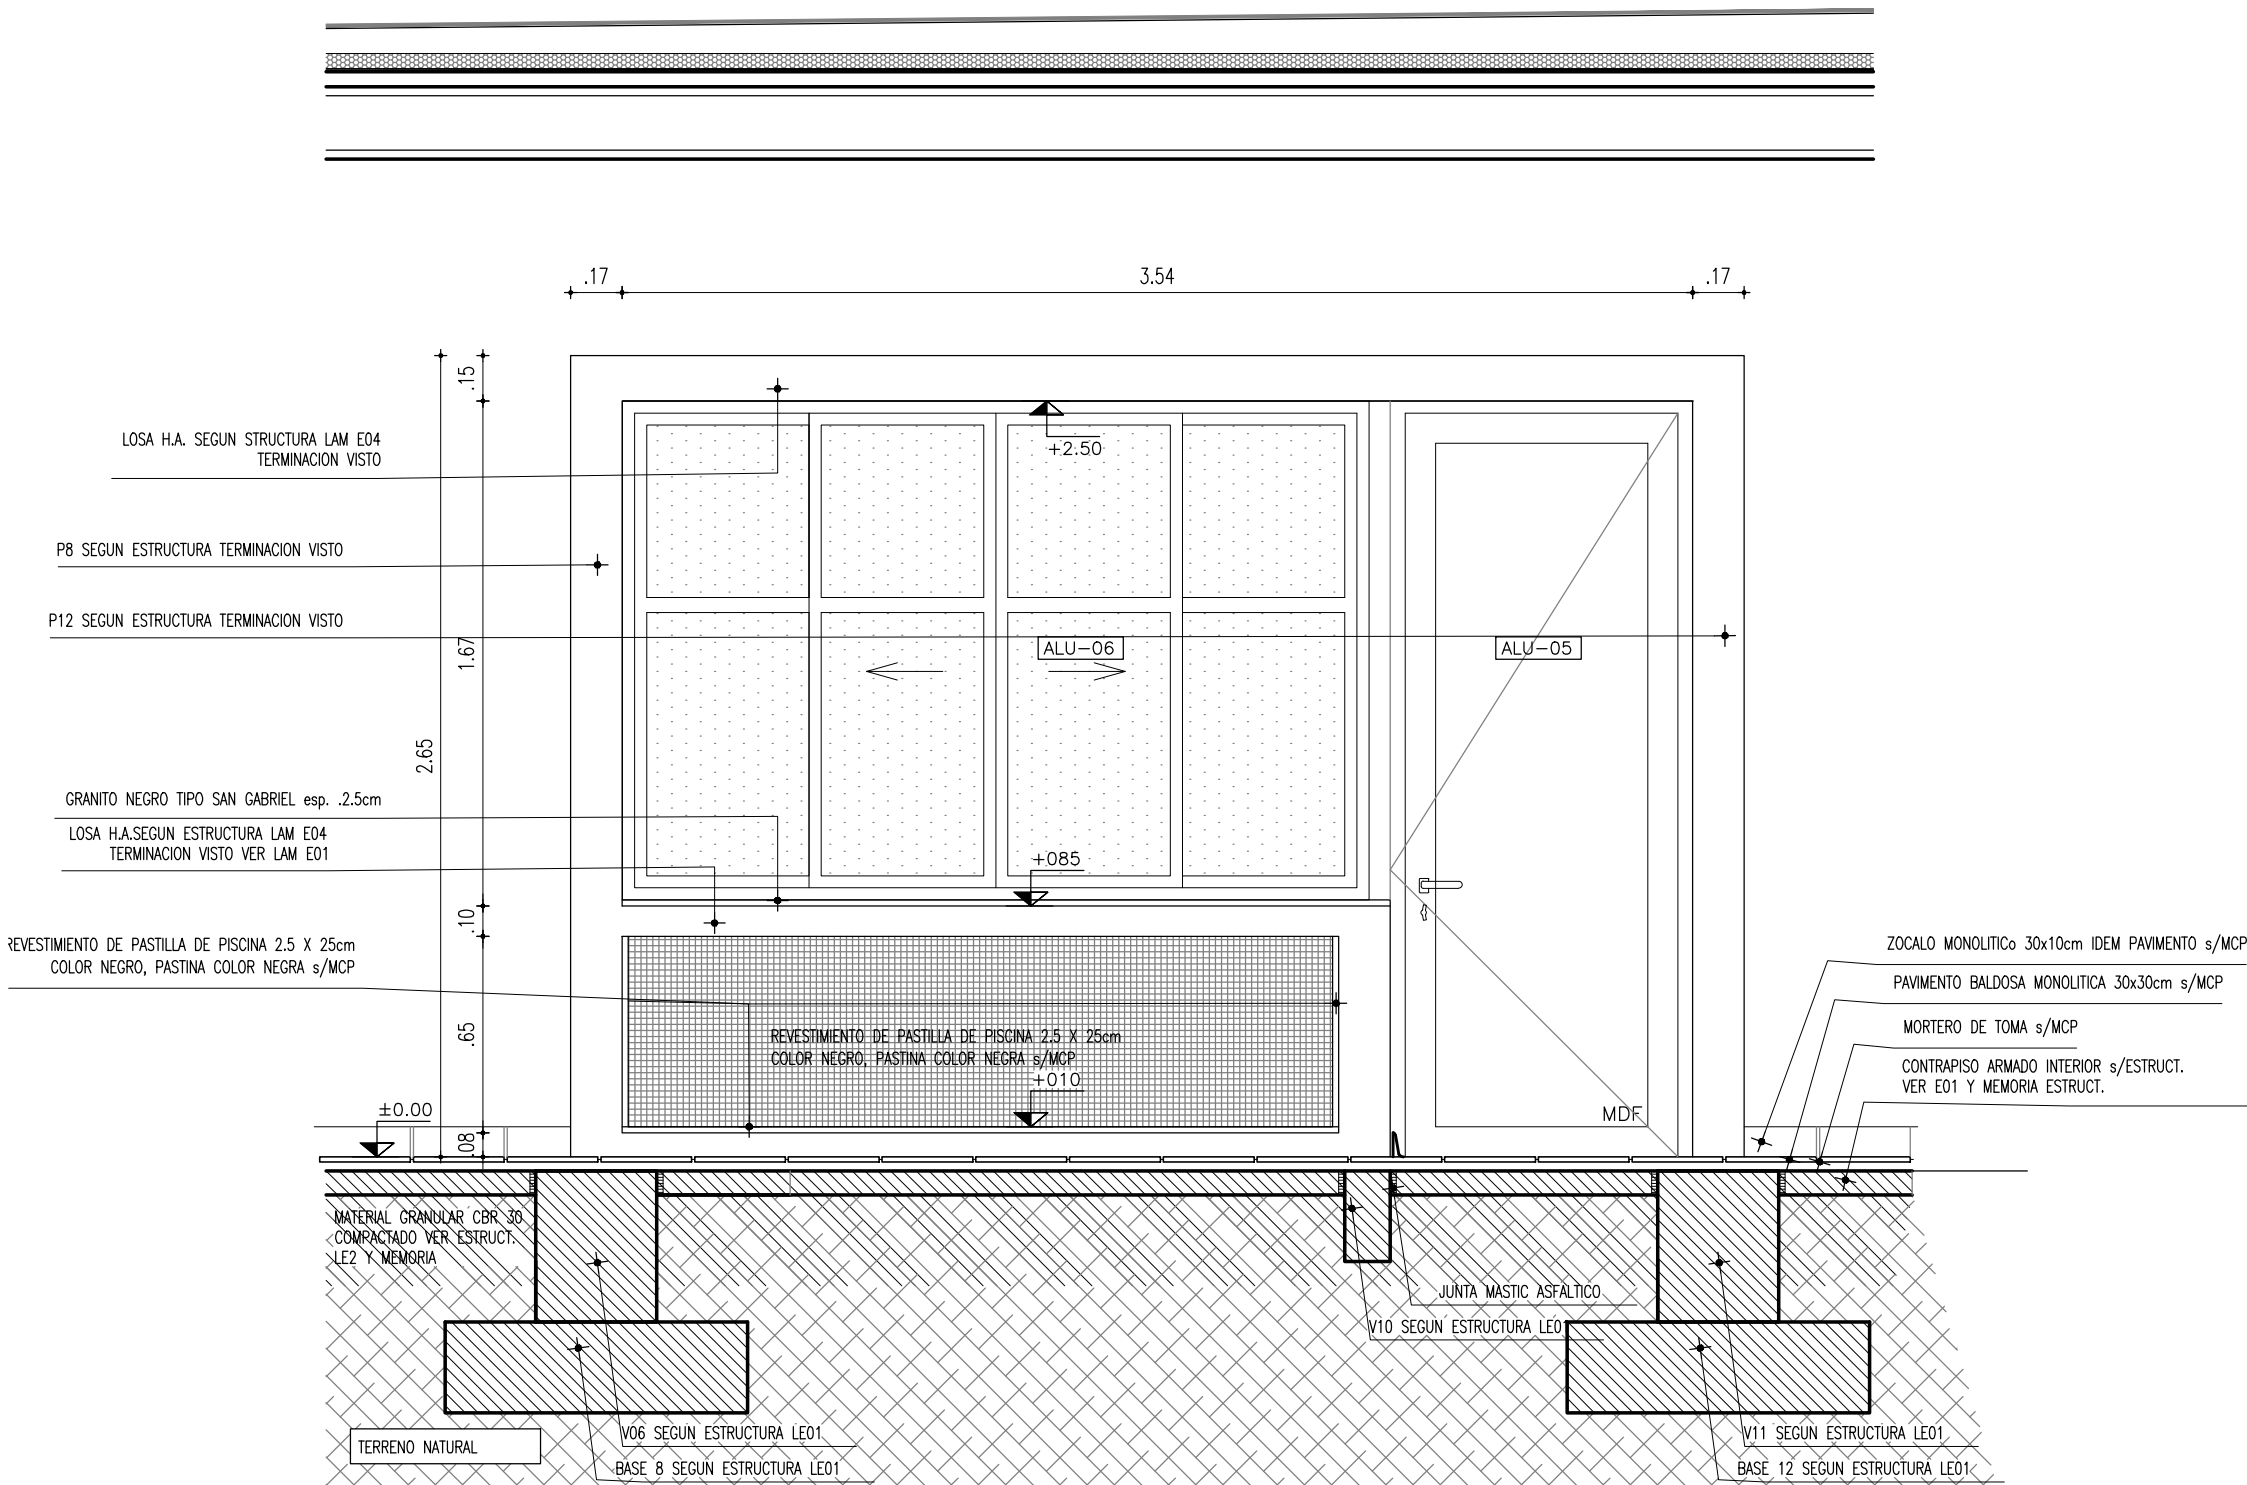 .17
3.54
.17
.15
1.67
2.65
.10
.65
.08
LOSA H.A. SEGUN STRUCTURA LAM E04
TERMINACION VISTO
+2.50
P8 SEGUN ESTRUCTURA TERMINACION VISTO
P12 SEGUN ESTRUCTURA TERMINACION VISTO
ALU-06
ALU-05
GRANITO NEGRO TIPO SAN GABRIEL esp. .2.5cm
LOSA H.A.SEGUN ESTRUCTURA LAM E04
TERMINACION VISTO VER LAM E01
+085
REVESTIMIENTO DE PASTILLA DE PISCINA 2.5 X 25cm
COLOR NEGRO, PASTINA COLOR NEGRA s/MCP
REVESTIMIENTO DE PASTILLA DE PISCINA 2.5 X 25cm
COLOR NEGRO, PASTINA COLOR NEGRA s/MCP
+010
±0.00
MDF
ZOCALO MONOLITICo 30x10cm IDEM PAVIMENTO s/MCP
PAVIMENTO BALDOSA MONOLITICA 30x30cm s/MCP
MORTERO DE TOMA s/MCP
CONTRAPISO ARMADO INTERIOR s/ESTRUCT.
VER E01 Y MEMORIA ESTRUCT.
MATERIAL GRANULAR CBR 30
COMPACTADO VER ESTRUCT.
LE2 Y MEMORIA
JUNTA MASTIC ASFALTICO
V10 SEGUN ESTRUCTURA LE01
TERRENO NATURAL
V06 SEGUN ESTRUCTURA LE01
BASE 8 SEGUN ESTRUCTURA LE01
V11 SEGUN ESTRUCTURA LE01
BASE 12 SEGUN ESTRUCTURA LE01